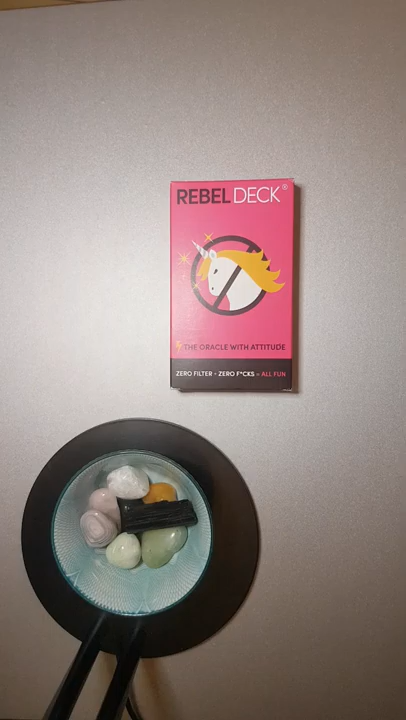 REBEL DECK®
THE ORACLE WITH ATTITUDE
ZERO FILTER + ZERO F*CKS = ALL FUN